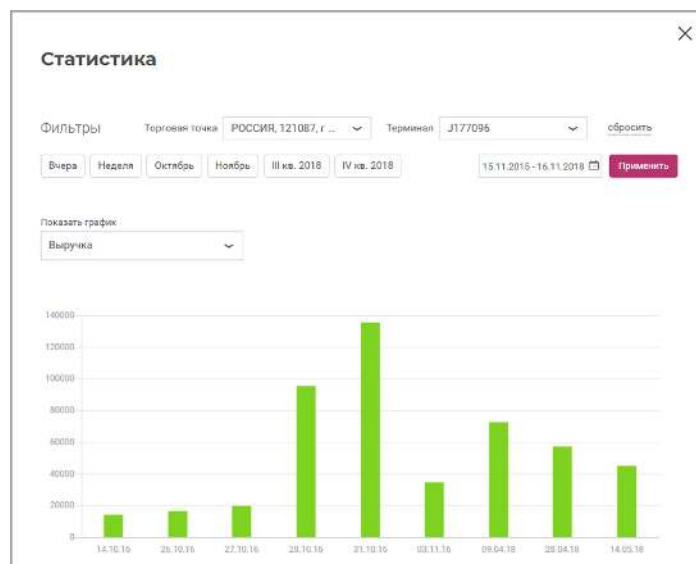 Статистика
Фильтры Торговая точка РОССИЯ, 121087, г ... Терминал J177096 сбросить
Вчера Неделя Октябрь Ноябрь III кв. 2018 IV кв. 2018 15.11.2015 - 16.11.2018 Применить
Показать график
Выручка
140000
120000
100000
80000
60000
40000
20000
0
14.10.16 26.10.16 27.10.16 28.10.16 31.10.16 03.11.16 09.04.18 28.04.18 14.05.18